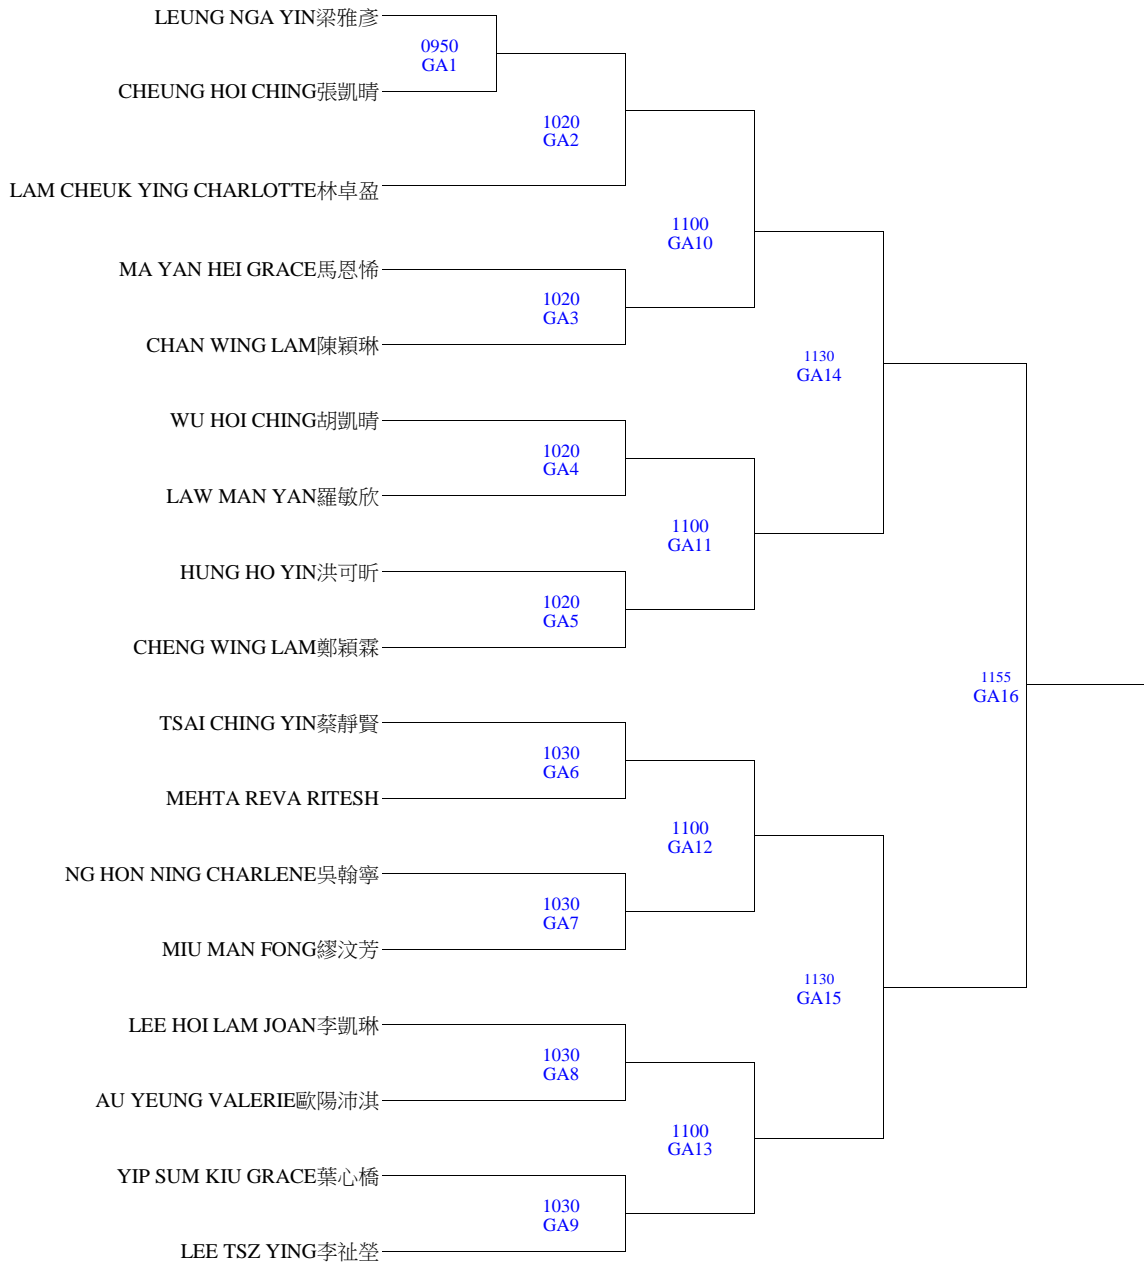 LEUNG NGA YIN梁雅彥
0950
GA1
CHEUNG HOI CHING張凱晴
1020
GA2
LAM CHEUK YING CHARLOTTE林卓盈
1100
GA10
MA YAN HEI GRACE馬恩悕
1020
GA3
CHAN WING LAM陳穎琳
1130
GA14
WU HOI CHING胡凱晴
1020
GA4
LAW MAN YAN羅敏欣
1100
GA11
HUNG HO YIN洪可昕
1020
GA5
CHENG WING LAM鄭穎霖
1155
GA16
TSAI CHING YIN蔡靜賢
1030
GA6
MEHTA REVA RITESH
1100
GA12
NG HON NING CHARLENE吳翰寧
1030
GA7
MIU MAN FONG繆汶芳
1130
GA15
LEE HOI LAM JOAN李凱琳
1030
GA8
AU YEUNG VALERIE歐陽沛淇
1100
GA13
YIP SUM KIU GRACE葉心橋
1030
GA9
LEE TSZ YING李祉瑩